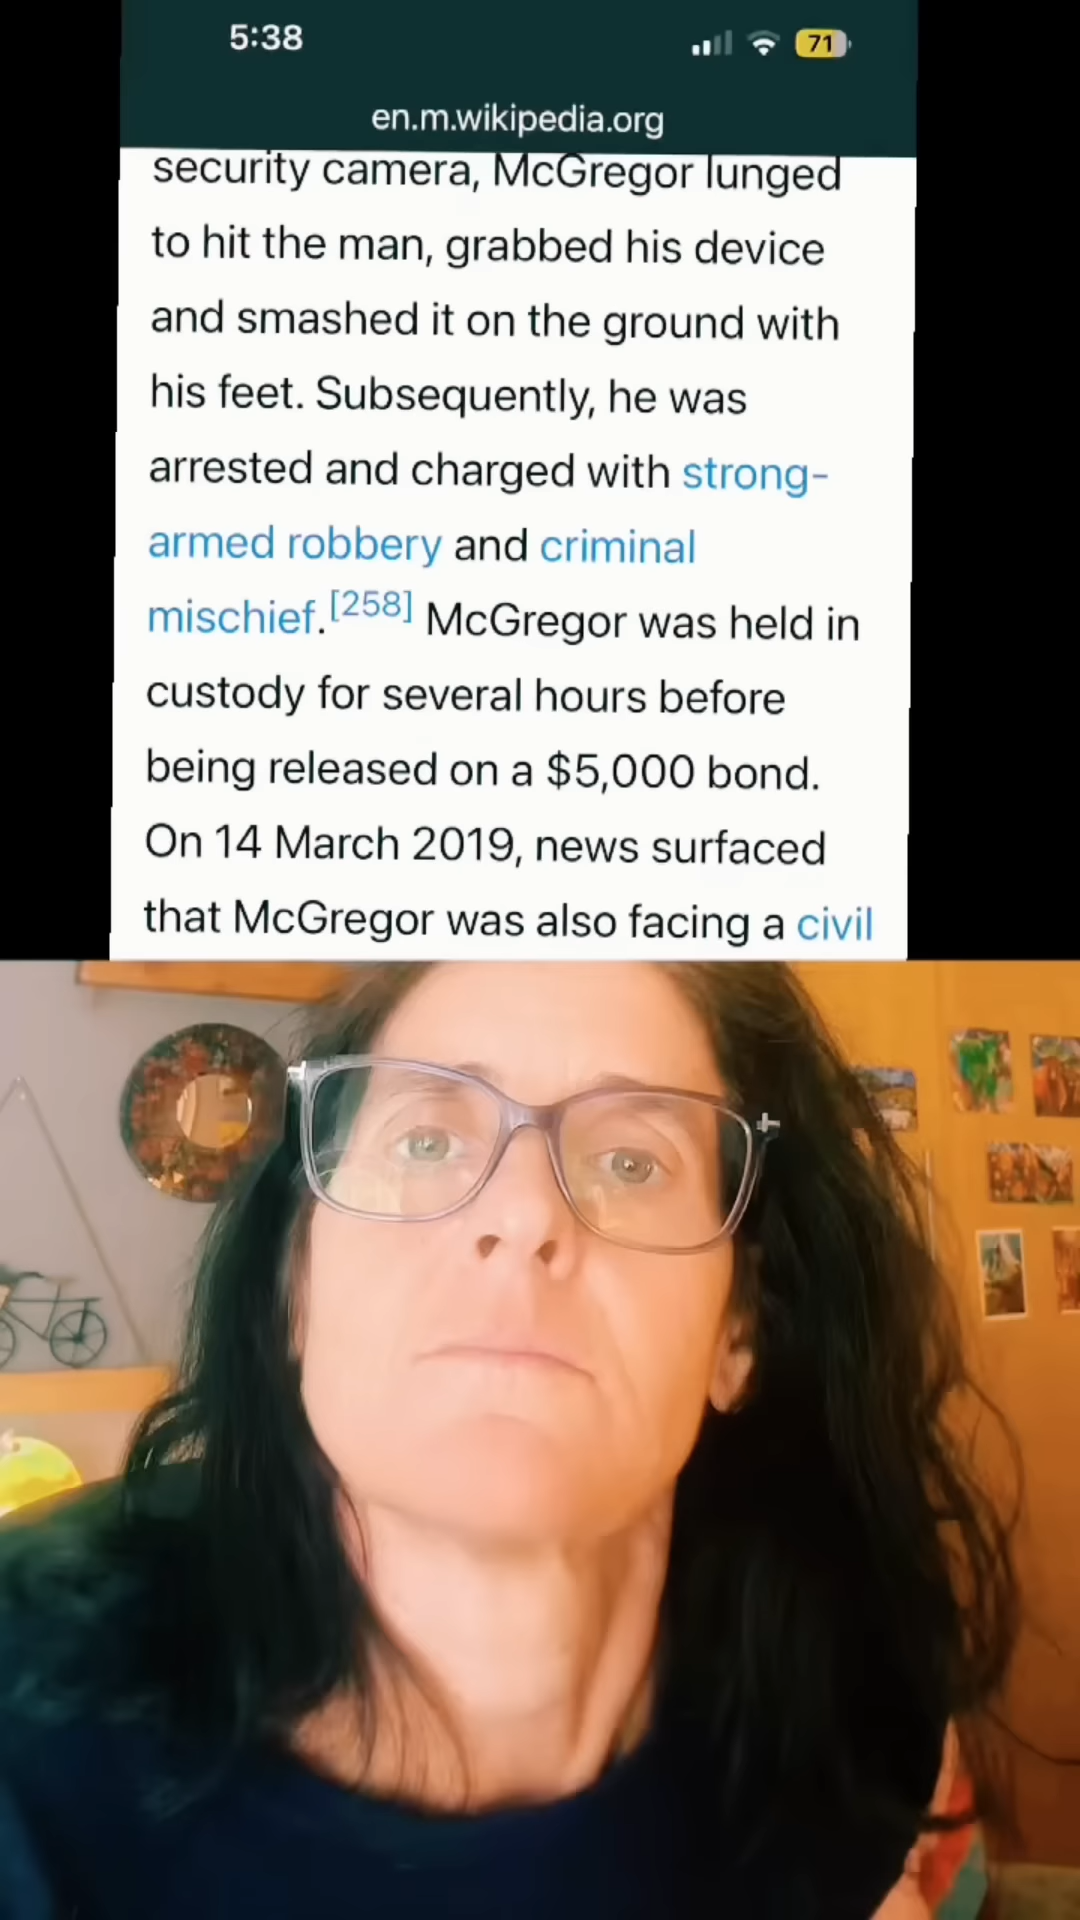 5:38
71
en.m.wikipedia.org
security camera, McGregor lunged
to hit the man, grabbed his device
and smashed it on the ground with
his feet. Subsequently, he was
arrested and charged with strong-
armed robbery and criminal
mischief.[258] McGregor was held in
custody for several hours before
being released on a $5,000 bond.
On 14 March 2019, news surfaced
that McGregor was also facing a civil